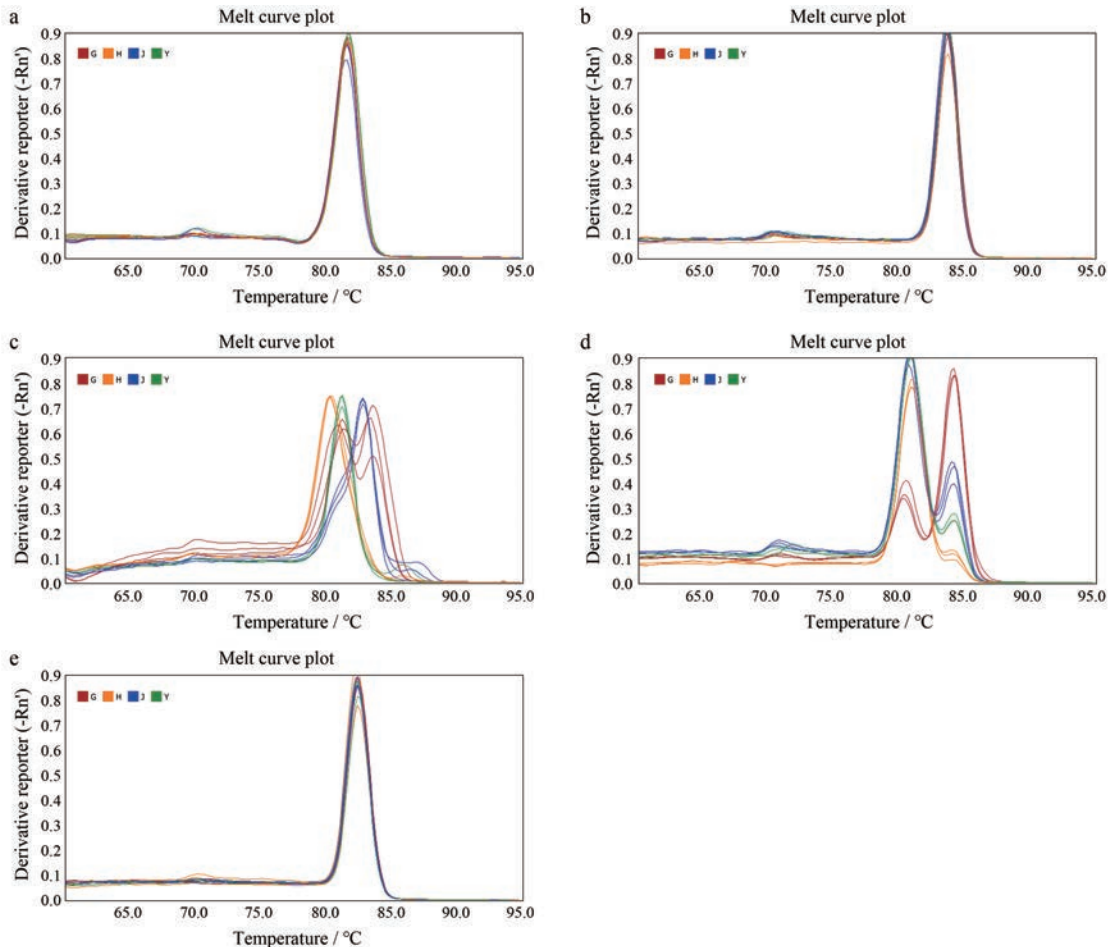 a
Melt curve plot
G H J Y
Derivative reporter (-Rn')
0.9
0.8
0.7
0.6
0.5
0.4
0.3
0.2
0.1
0.0
65.0 70.0 75.0 80.0 85.0 90.0 95.0
Temperature / °C
b
Melt curve plot
G H J Y
Derivative reporter (-Rn')
0.9
0.8
0.7
0.6
0.5
0.4
0.3
0.2
0.1
0.0
65.0 70.0 75.0 80.0 85.0 90.0 95.0
Temperature / °C
c
Melt curve plot
G H J Y
Derivative reporter (-Rn')
0.9
0.8
0.7
0.6
0.5
0.4
0.3
0.2
0.1
0.0
65.0 70.0 75.0 80.0 85.0 90.0 95.0
Temperature / °C
d
Melt curve plot
G H J Y
Derivative reporter (-Rn')
0.9
0.8
0.7
0.6
0.5
0.4
0.3
0.2
0.1
0.0
65.0 70.0 75.0 80.0 85.0 90.0 95.0
Temperature / °C
e
Melt curve plot
G H J Y
Derivative reporter (-Rn')
0.9
0.8
0.7
0.6
0.5
0.4
0.3
0.2
0.1
0.0
65.0 70.0 75.0 80.0 85.0 90.0 95.0
Temperature / °C